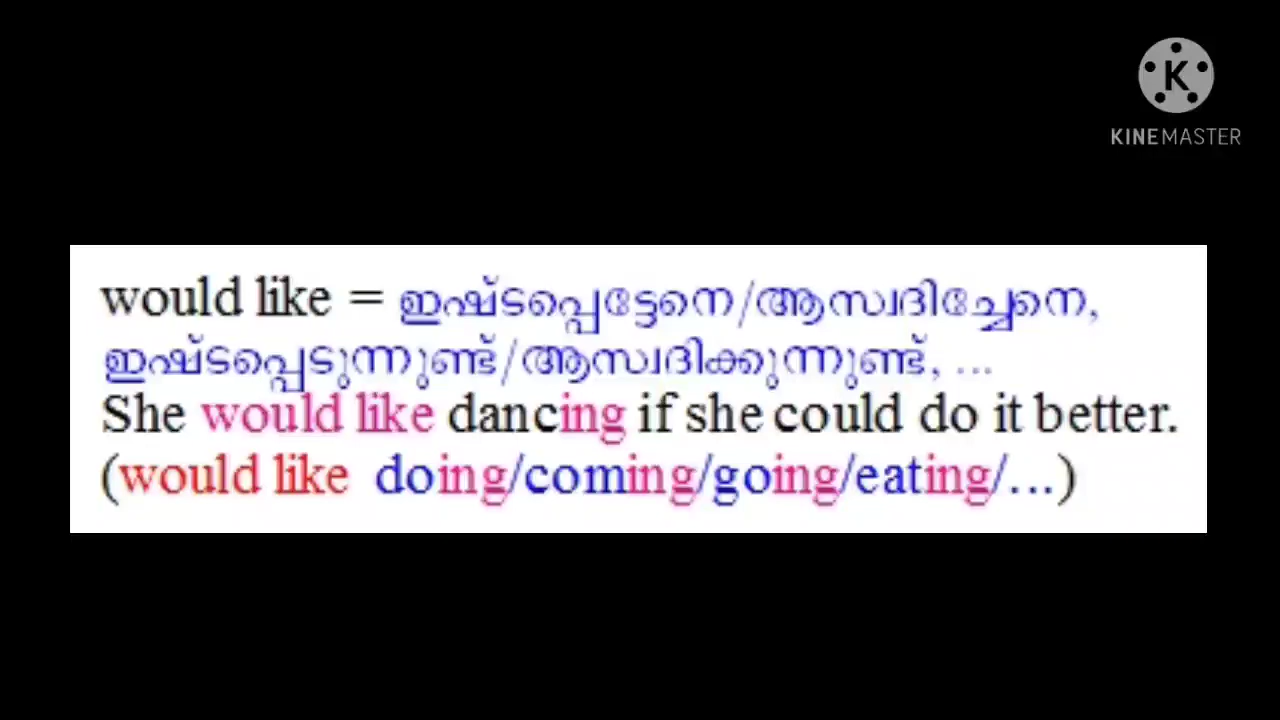 KINEMASTER
would like = ഇഷ്ടപ്പെട്ടേനെ/ആസ്വദിച്ചേനെ,
ഇഷ്ടപ്പെടുന്നുണ്ട്/ആസ്വദിക്കുന്നുണ്ട്, ...
She would like dancing if she could do it better.
(would like doing/coming/going/eating/...)